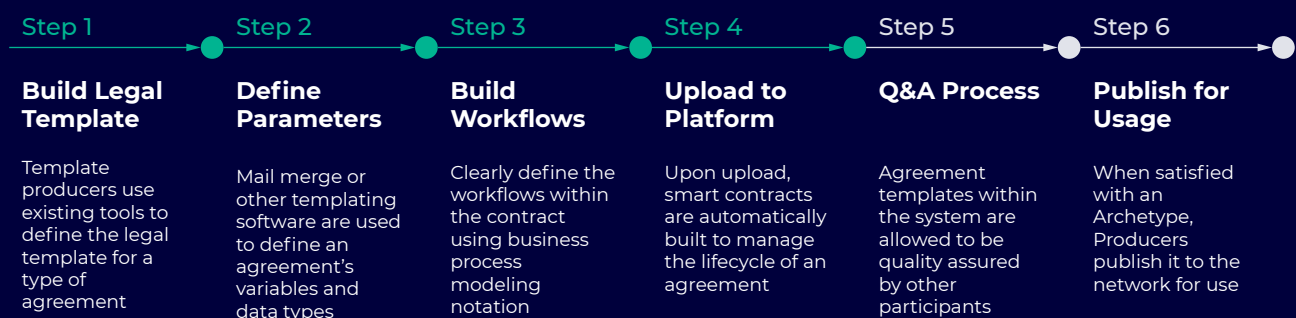 Step 1
Build Legal
Template
Template
producers use
existing tools to
define the legal
template for a
type of
agreement
Step 2
Define
Parameters
Mail merge or
other templating
software are used
to define an
agreement's
variables and
data types
Step 3
Build
Workflows
Clearly define the
workflows within
the contract
using business
process
modeling
notation
Step 4
Upload to
Platform
Upon upload,
smart contracts
are automatically
built to manage
the lifecycle of an
agreement
Step 5
Q&A Process
Agreement
templates within
the system are
allowed to be
quality assured
by other
participants
Step 6
Publish for
Usage
When satisfied
with an
Archetype,
Producers
publish it to the
network for use